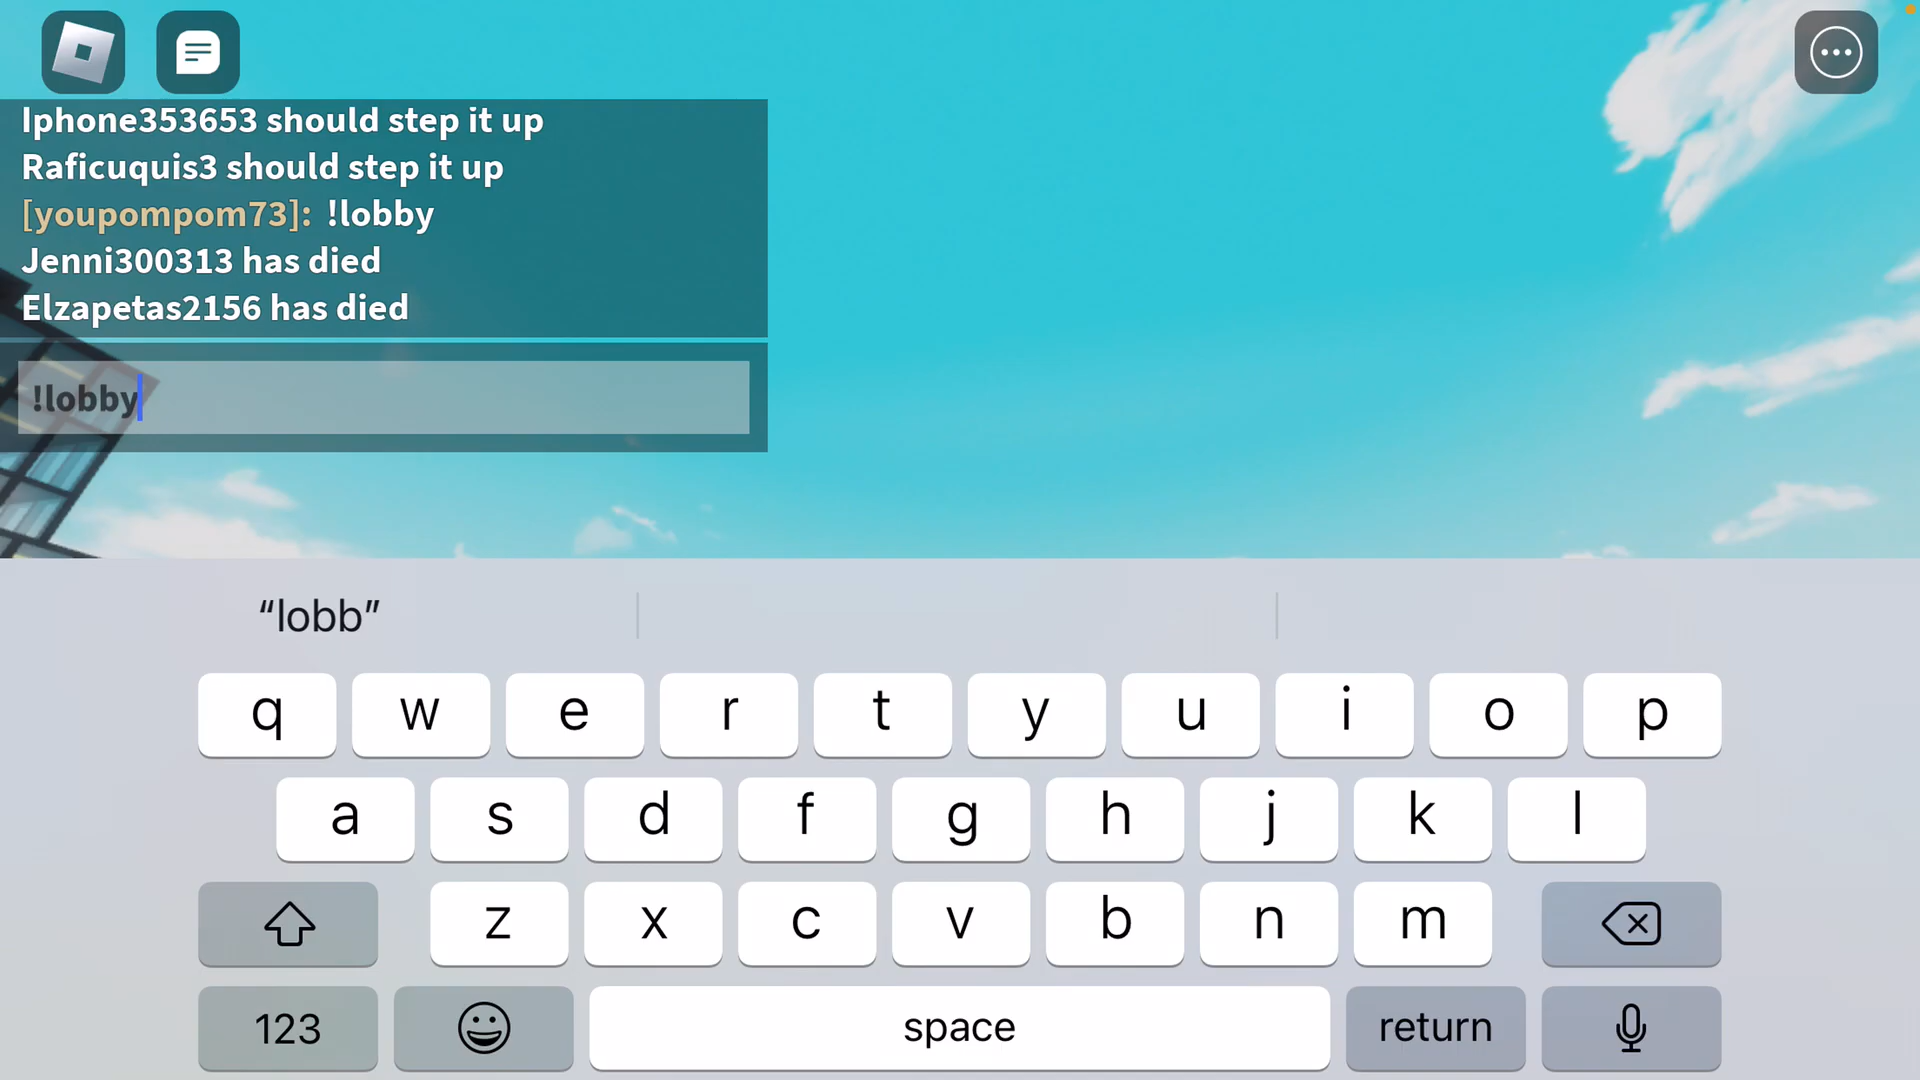 Iphone353653 should step it up
Raficuquis3 should step it up
[youpompom73]: !lobby
Jenni300313 has died
Elzapetas2156 has died
!lobby
“lobb”
q w e r t y u i o p
a s d f g h j k l
z x c v b n m
123 space return